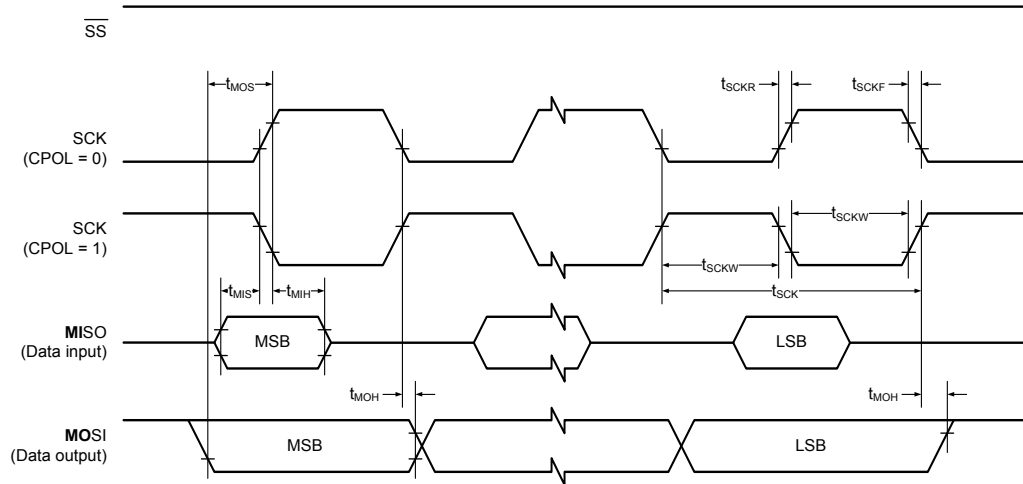 SS
tMOS
tSCKR
tSCKF
SCK
(CPOL = 0)
SCK
(CPOL = 1)
tSCKW
tSCKW
tMIS
tMIH
tSCK
MISO
(Data input)
MSB
LSB
tMOH
tMOH
MOSI
(Data output)
MSB
LSB